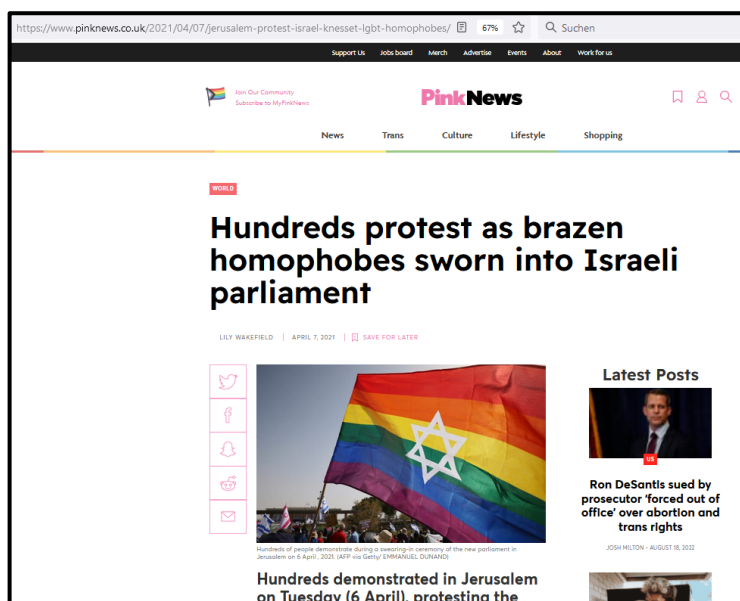 https://www.pinknews.co.uk/2021/04/07/jerusalem-protest-israel-knesset-lgbt-homophobes/ 67% Suchen
Support Us Jobs board Merch Advertise Events About Work for us
Join Our Community
Subscribe to MyPinkNews
PinkNews
News Trans Culture Lifestyle Shopping
WORLD
Hundreds protest as brazen
homophobes sworn into Israeli
parliament
LILY WAKEFIELD | APRIL 7, 2021 | SAVE FOR LATER
Hundreds of people demonstrate during a swearing-in ceremony of the new parliament in
Jerusalem on 6 April , 2021. (AFP via Getty/ EMMANUEL DUNAND)
Hundreds demonstrated in Jerusalem
on Tuesday (6 April), protesting the
Latest Posts
US
Ron DeSantis sued by
prosecutor ‘forced out of
office’ over abortion and
trans rights
JOSH MILTON - AUGUST 18, 2022